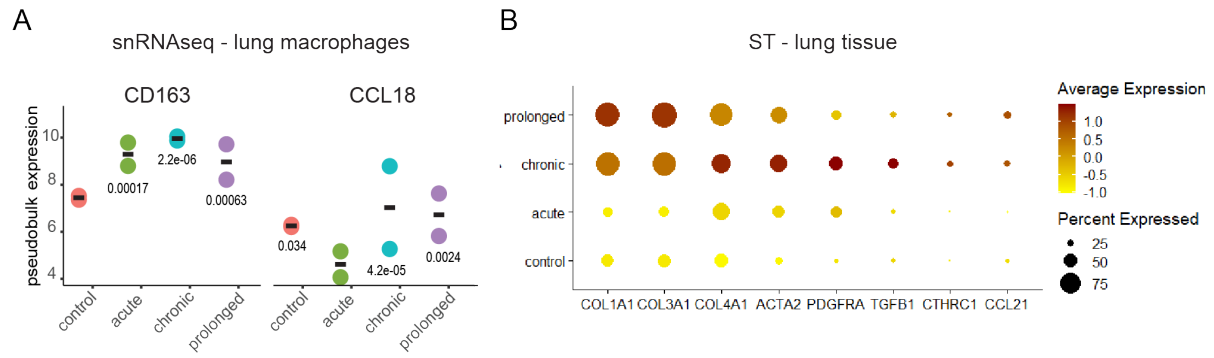 A
snRNAseq - lung macrophages
CD163
CCL18
pseudobulk expression
10
8
6
4
0.00017
2.2e-06
0.00063
0.034
4.2e-05
0.0024
control
acute
chronic
prolonged
control
acute
chronic
prolonged
B
ST - lung tissue
prolonged
chronic
acute
control
COL1A1 COL3A1 COL4A1 ACTA2 PDGFRA TGFB1 CTHRC1 CCL21
Average Expression
1.0
0.5
0.0
-0.5
-1.0
Percent Expressed
25
50
75